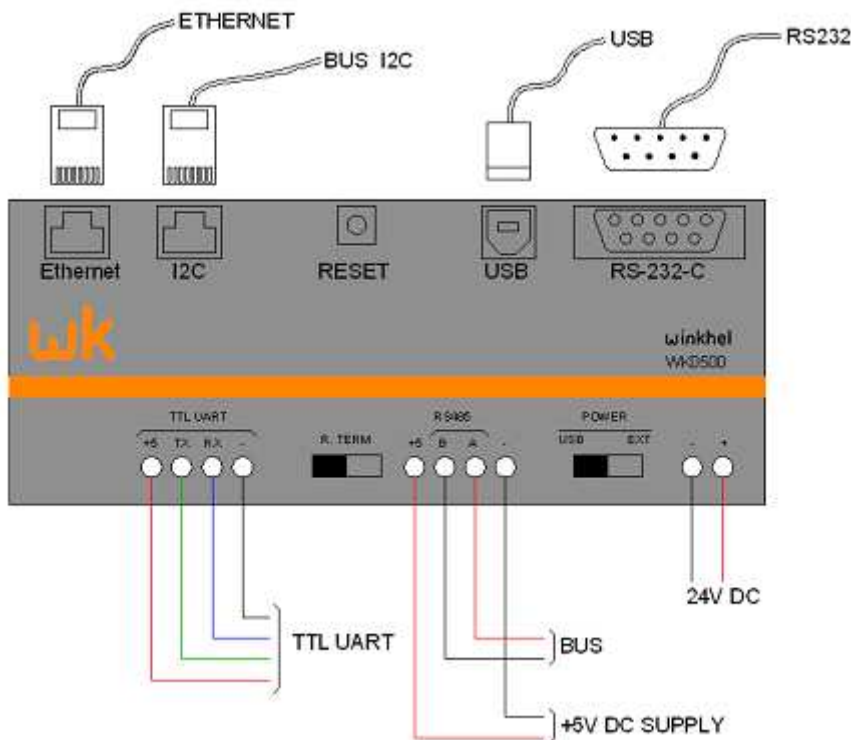 ETHERNET
BUS I2C
USB
RS232
Ethernet
I2C
RESET
USB
RS-232-C
wk
winkhel
WK0500
TTL UART
RS485
POWER
+5 TX RX -
R. TERM
+5 B A -
USB EXT
- +
24V DC
TTL UART
BUS
+5V DC SUPPLY